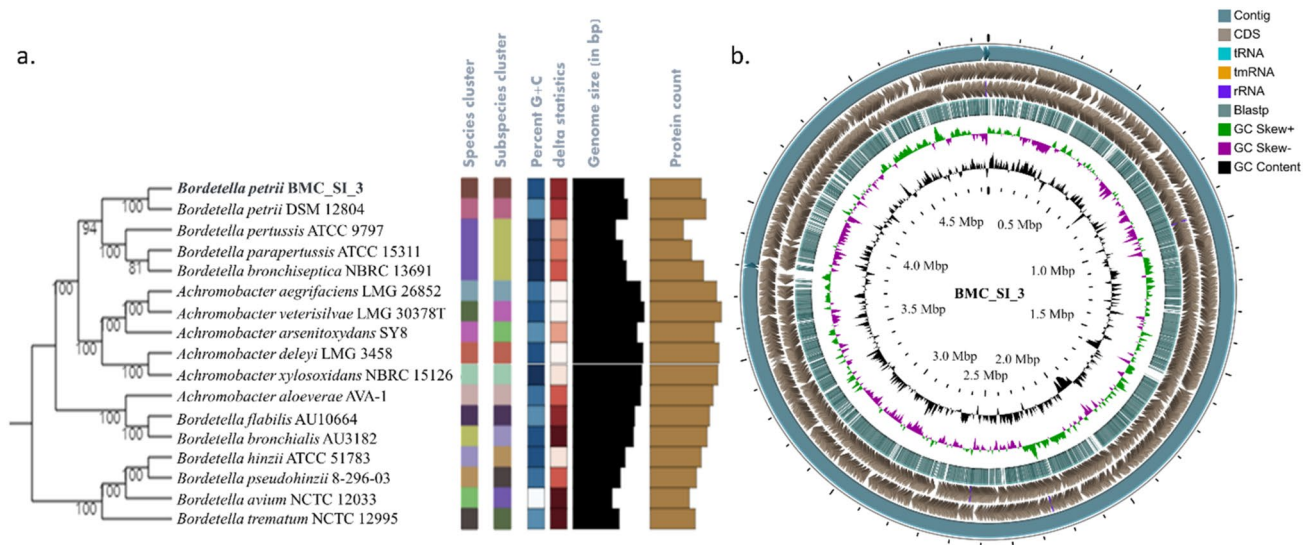 a.
Species cluster
Subspecies cluster
Percent G+C
delta statistics
Genome size (in bp)
Protein count
Bordetella petrii BMC_SI_3
Bordetella petrii DSM 12804
Bordetella pertussis ATCC 9797
Bordetella parapertussis ATCC 15311
Bordetella bronchiseptica NBRC 13691
Achromobacter aegrifaciens LMG 26852
Achromobacter veterisilvae LMG 30378T
Achromobacter arsenitoxydans SY8
Achromobacter deleyi LMG 3458
Achromobacter xylosoxidans NBRC 15126
Achromobacter aloeverae AVA-1
Bordetella flabilis AU10664
Bordetella bronchialis AU3182
Bordetella hinzii ATCC 51783
Bordetella pseudohinzii 8-296-03
Bordetella avium NCTC 12033
Bordetella trematum NCTC 12995
100
94
100
81
100
100
100
100
100
100
100
100
100
100
b.
Contig
CDS
tRNA
tmRNA
rRNA
Blastp
GC Skew+
GC Skew-
GC Content
4.5 Mbp
0.5 Mbp
4.0 Mbp
1.0 Mbp
3.5 Mbp
BMC_SI_3
1.5 Mbp
3.0 Mbp
2.0 Mbp
2.5 Mbp